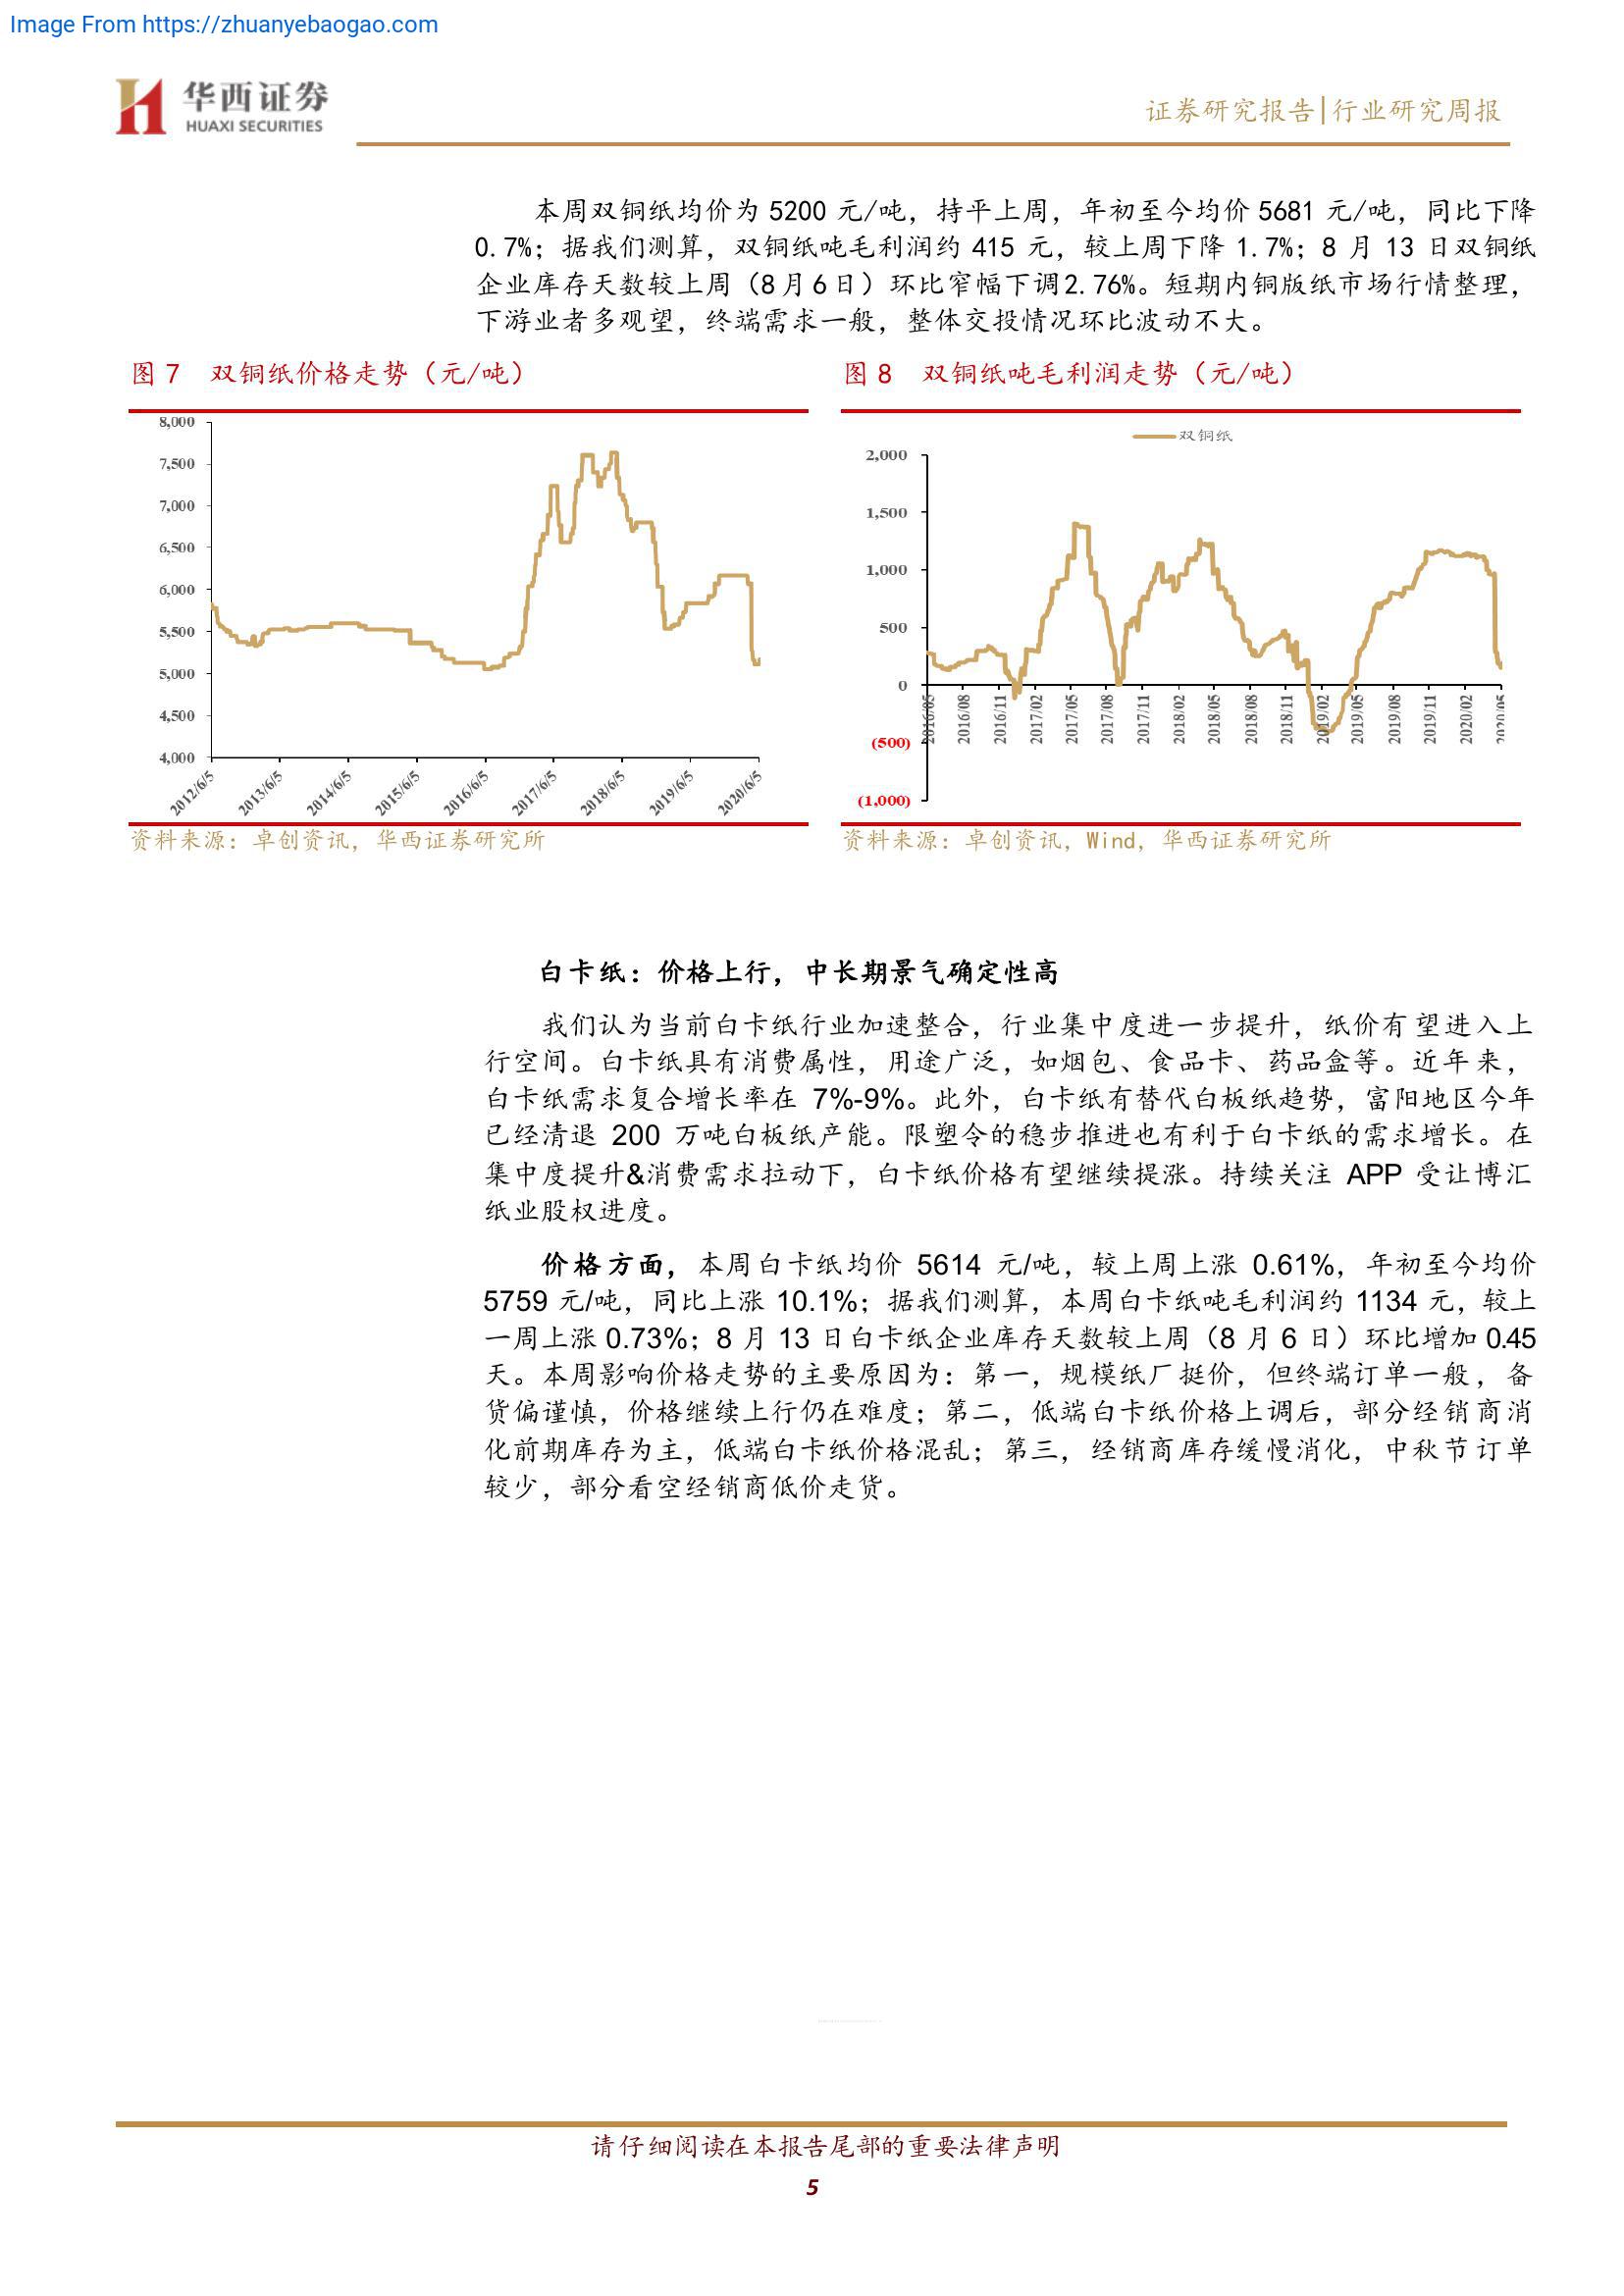 Image From https://zhuanyebaogao.com
华西证券
HUAXI SECURITIES
证券研究报告|行业研究周报
本周双铜纸均价为 5200 元/吨，持平上周，年初至今均价 5681 元/吨，同比下降
0.7%；据我们测算，双铜纸吨毛利润约 415 元，较上周下降 1.7%；8 月 13 日双铜纸
企业库存天数较上周（8 月 6 日）环比窄幅下调 2.76%。短期内铜版纸市场行情整理，
下游业者多观望，终端需求一般，整体交投情况环比波动不大。
图 7 双铜纸价格走势（元/吨）
8,000
7,500
7,000
6,500
6,000
5,500
5,000
4,500
4,000
2012/6/5
2013/6/5
2014/6/5
2015/6/5
2016/6/5
2017/6/5
2018/6/5
2019/6/5
2020/6/5
资料来源：卓创资讯，华西证券研究所
图 8 双铜纸吨毛利润走势（元/吨）
双铜纸
2,000
1,500
1,000
500
0
(500)
(1,000)
2016/05
2016/08
2016/11
2017/02
2017/05
2017/08
2017/11
2018/02
2018/05
2018/08
2018/11
2019/02
2019/05
2019/08
2019/11
2020/02
2020/05
资料来源：卓创资讯，Wind，华西证券研究所
白卡纸：价格上行，中长期景气确定性高
我们认为当前白卡纸行业加速整合，行业集中度进一步提升，纸价有望进入上
行空间。白卡纸具有消费属性，用途广泛，如烟包、食品卡、药品盒等。近年来，
白卡纸需求复合增长率在 7%-9%。此外，白卡纸有替代白板纸趋势，富阳地区今年
已经清退 200 万吨白板纸产能。限塑令的稳步推进也有利于白卡纸的需求增长。在
集中度提升&消费需求拉动下，白卡纸价格有望继续提涨。持续关注 APP 受让博汇
纸业股权进度。
价格方面，本周白卡纸均价 5614 元/吨，较上周上涨 0.61%，年初至今均价
5759 元/吨，同比上涨 10.1%；据我们测算，本周白卡纸吨毛利润约 1134 元，较上
一周上涨 0.73%；8 月 13 日白卡纸企业库存天数较上周（8 月 6 日）环比增加 0.45
天。本周影响价格走势的主要原因为：第一，规模纸厂挺价，但终端订单一般，备
货偏谨慎，价格继续上行仍在难度；第二，低端白卡纸价格上调后，部分经销商消
化前期库存为主，低端白卡纸价格混乱；第三，经销商库存缓慢消化，中秋节订单
较少，部分看空经销商低价走货。
请仔细阅读在本报告尾部的重要法律声明
5